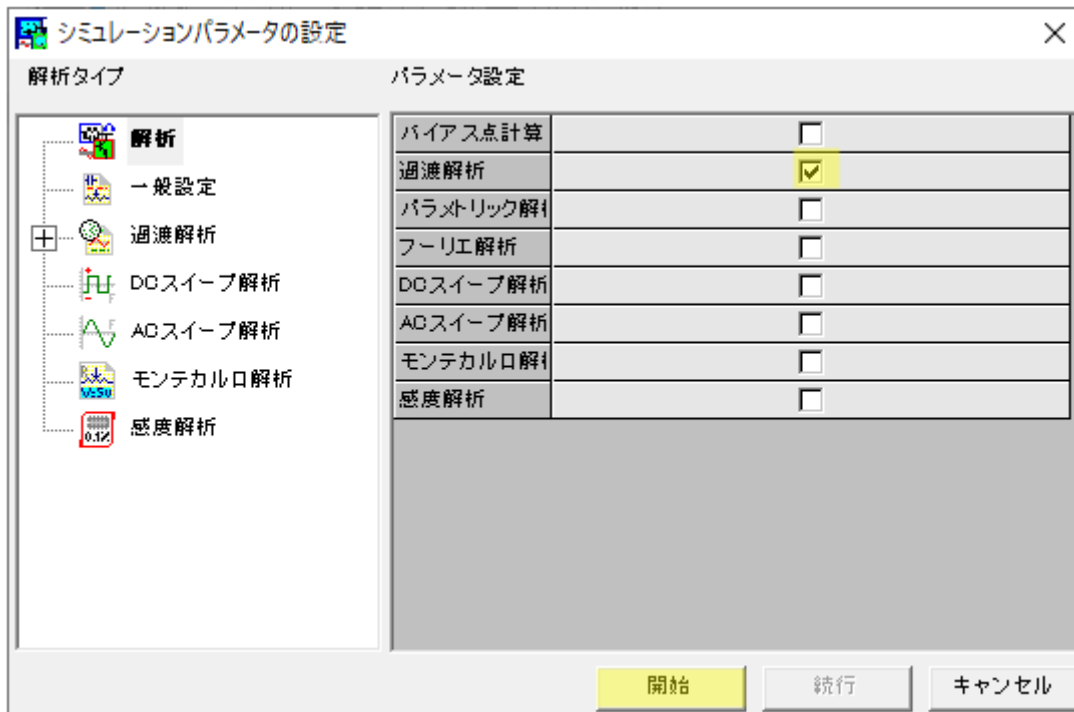 シミュレーションパラメータの設定
解析タイプ
パラメータ設定
解析
一般設定
過渡解析
DCスイープ解析
ACスイープ解析
モンテカルロ解析
感度解析
バイアス点計算
過渡解析
パラメトリック解
フーリエ解析
DCスイープ解析
ACスイープ解析
モンテカルロ解
感度解析
開始
続行
キャンセル